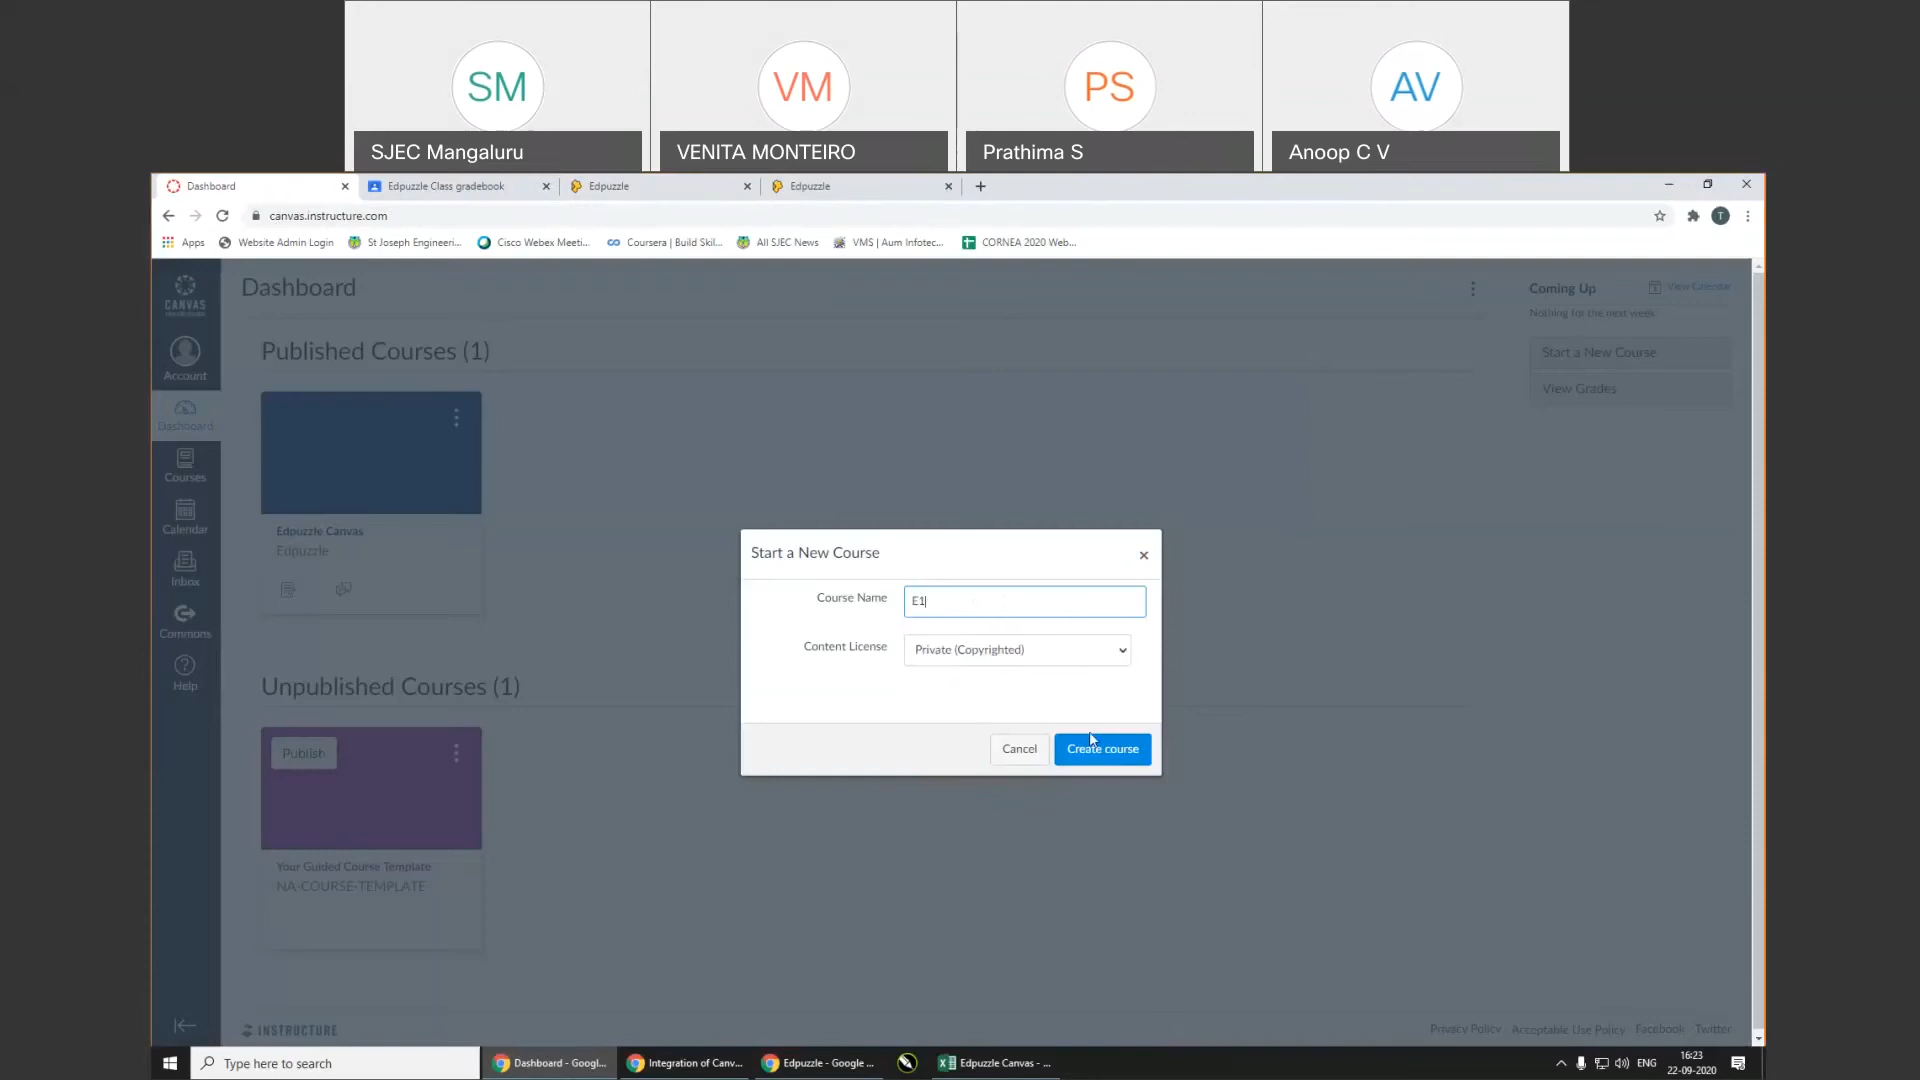 SM
VM
PS
AV
SJEC Mangaluru
VENITA MONTEIRO
Prathima S
Anoop C V
Dashboard
Edpuzzle Class gradebook
Edpuzzle
Edpuzzle
canvas.instructure.com
T
Apps
Website Admin Login
St Joseph Engineeri...
Cisco Webex Meeti...
Coursera | Build Skil...
All SJEC News
VMS | Aum Infotec...
CORNEA 2020 Web...
CANVAS
Account
Dashboard
Courses
Calendar
Inbox
Commons
Help
Dashboard
Published Courses (1)
Edpuzzle Canvas
Edpuzzle
Unpublished Courses (1)
Publish
Your Guided Course Template
NA-COURSE-TEMPLATE
Coming Up
View Calendar
Nothing for the next week
Start a New Course
View Grades
Start a New Course
Course Name
E1
Content License
Private (Copyrighted)
Cancel
Create course
INSTRUCTURE
Privacy Policy
Acceptable Use Policy
Facebook
Twitter
Type here to search
Dashboard - Googl...
Integration of Canv...
Edpuzzle - Google ...
Edpuzzle Canvas - ...
ENG
16:23
22-09-2020